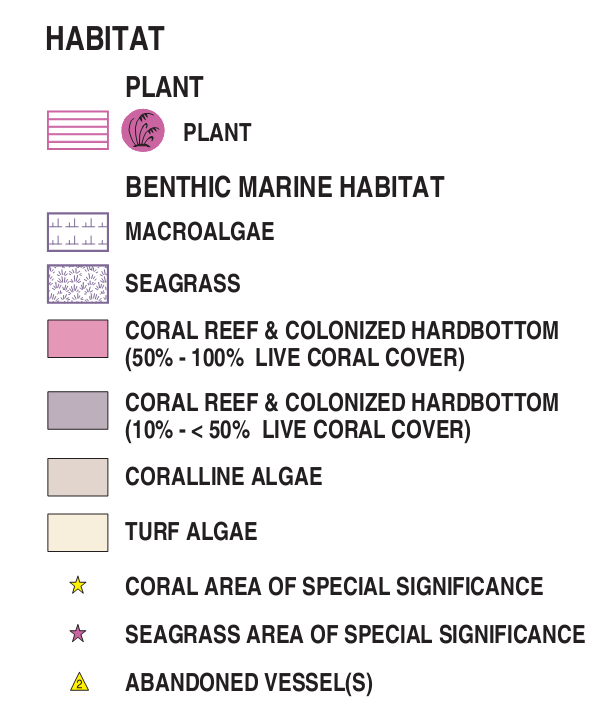 HABITAT
PLANT
PLANT
BENTHIC MARINE HABITAT
MACROALGAE
SEAGRASS
CORAL REEF & COLONIZED HARDBOTTOM
(50% - 100% LIVE CORAL COVER)
CORAL REEF & COLONIZED HARDBOTTOM
(10% - < 50% LIVE CORAL COVER)
CORALLINE ALGAE
TURF ALGAE
CORAL AREA OF SPECIAL SIGNIFICANCE
SEAGRASS AREA OF SPECIAL SIGNIFICANCE
2 ABANDONED VESSEL(S)